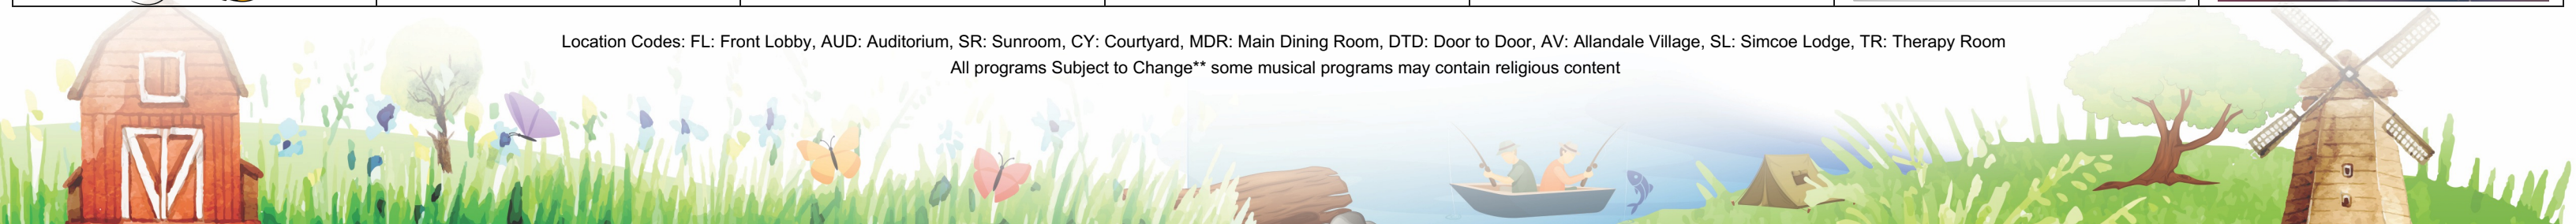 Location Codes: FL: Front Lobby, AUD: Auditorium, SR: Sunroom, CY: Courtyard, MDR: Main Dining Room, DTD: Door to Door, AV: Allandale Village, SL: Simcoe Lodge, TR: Therapy Room
All programs Subject to Change** some musical programs may contain religious content